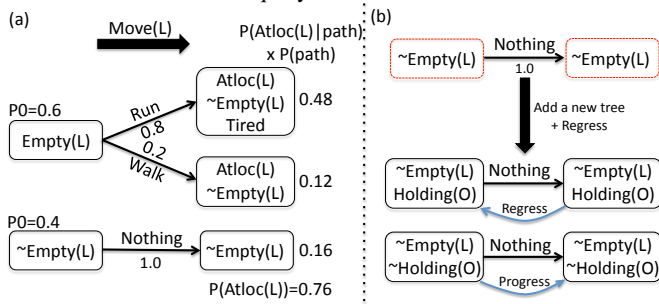 (a)
Move(L)
P(Atloc(L)|path)
x P(path)
P0=0.6
Empty(L)
Run
0.8
0.2
Walk
Atloc(L)
~Empty(L)
Tired
0.48
Atloc(L)
~Empty(L)
0.12
P0=0.4
~Empty(L)
Nothing
1.0
~Empty(L)
0.16
P(Atloc(L))=0.76
(b)
~Empty(L)
Nothing
1.0
~Empty(L)
Add a new tree
+ Regress
~Empty(L)
Holding(O)
Nothing
Regress
~Empty(L)
Holding(O)
~Empty(L)
~Holding(O)
Nothing
Progress
~Empty(L)
~Holding(O)